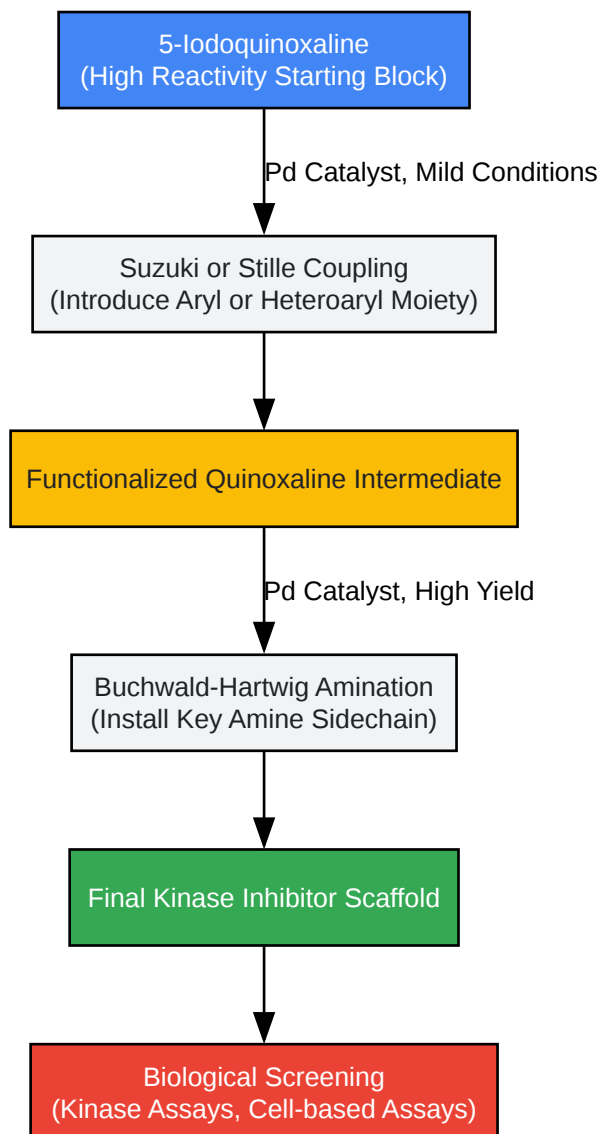 5-Iodoquinoxaline
(High Reactivity Starting Block)
Pd Catalyst, Mild Conditions
Suzuki or Stille Coupling
(Introduce Aryl or Heteroaryl Moiety)
Functionalized Quinoxaline Intermediate
Pd Catalyst, High Yield
Buchwald-Hartwig Amination
(Install Key Amine Sidechain)
Final Kinase Inhibitor Scaffold
Biological Screening
(Kinase Assays, Cell-based Assays)